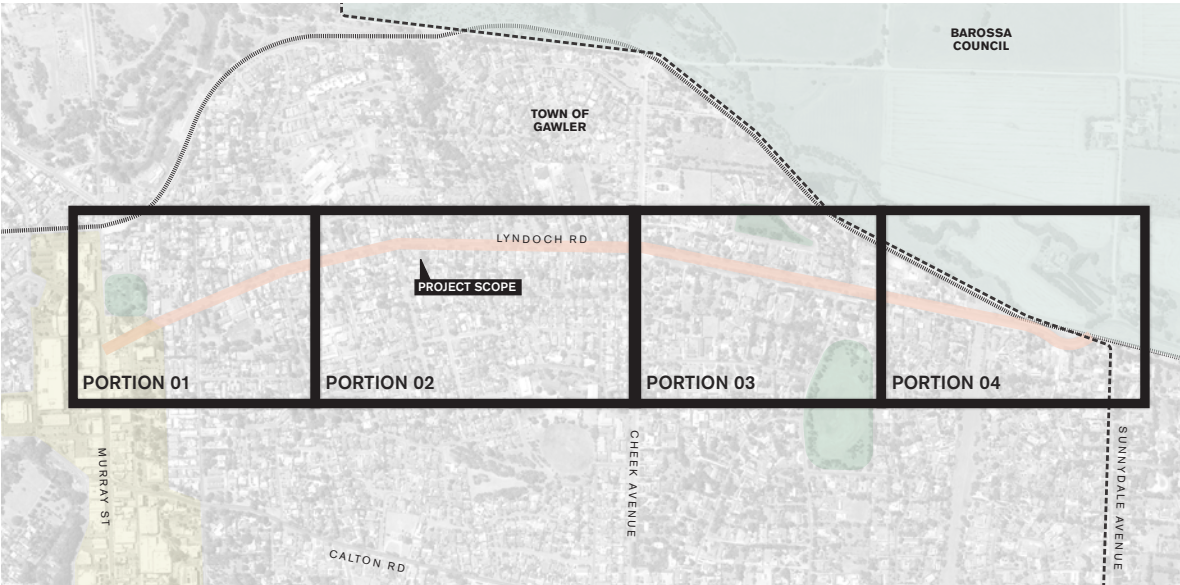 BAROSSA
COUNCIL
TOWN OF
GAWLER
LYNDOCH RD
PROJECT SCOPE
PORTION 01
PORTION 02
PORTION 03
PORTION 04
MURRAY ST
CHEEK AVENUE
SUNNYDALE AVENUE
CALTON RD